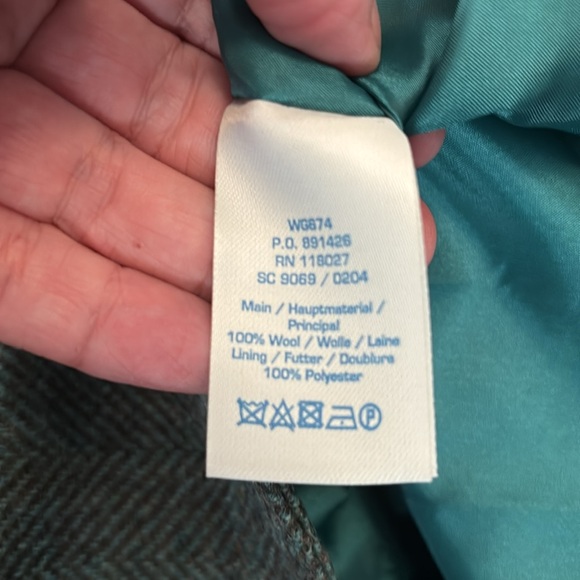 WG674
P.O. 891426
RN 118027
SC 9069 / 0204
Main / Hauptmaterial /
Principal
100% Wool / Wolle / Laine
Lining / Futter / Doublure
100% Polyester
P